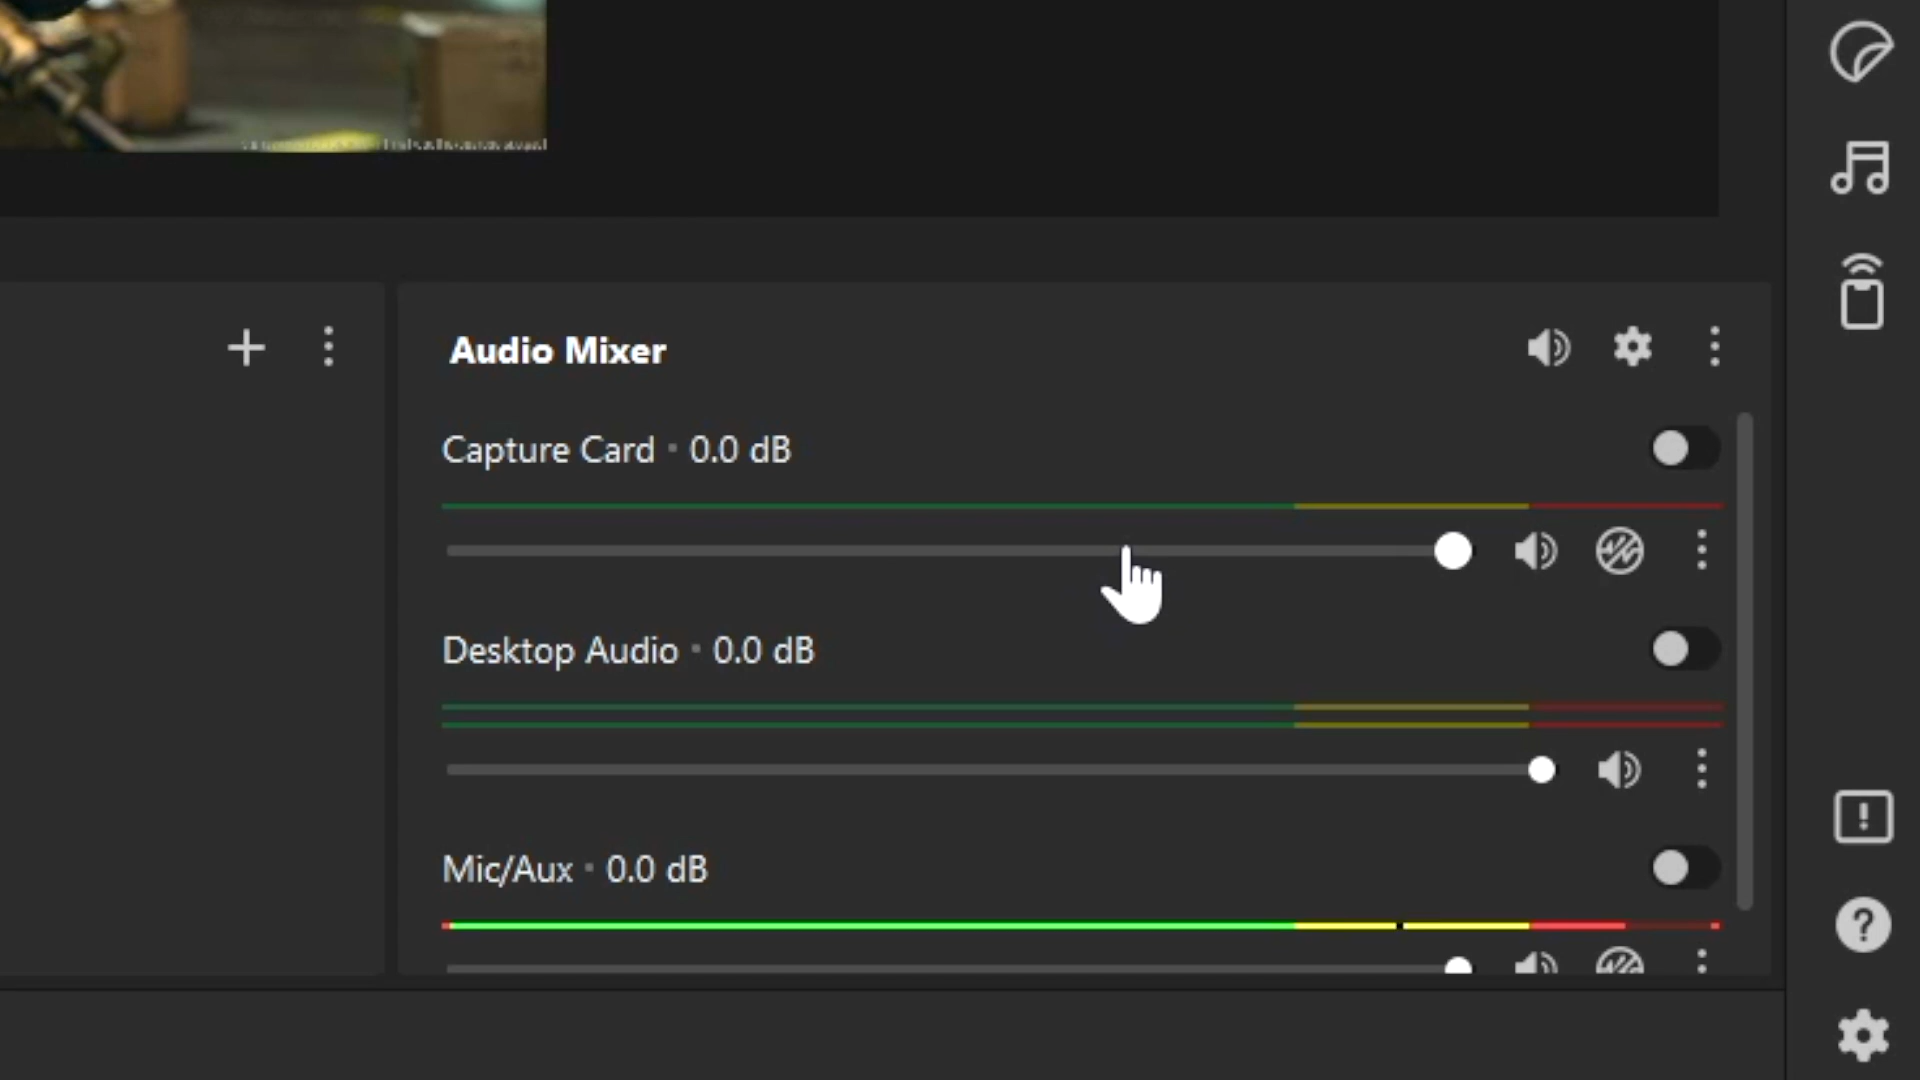 Audio Mixer
Capture Card • 0.0 dB
Desktop Audio • 0.0 dB
Mic/Aux • 0.0 dB